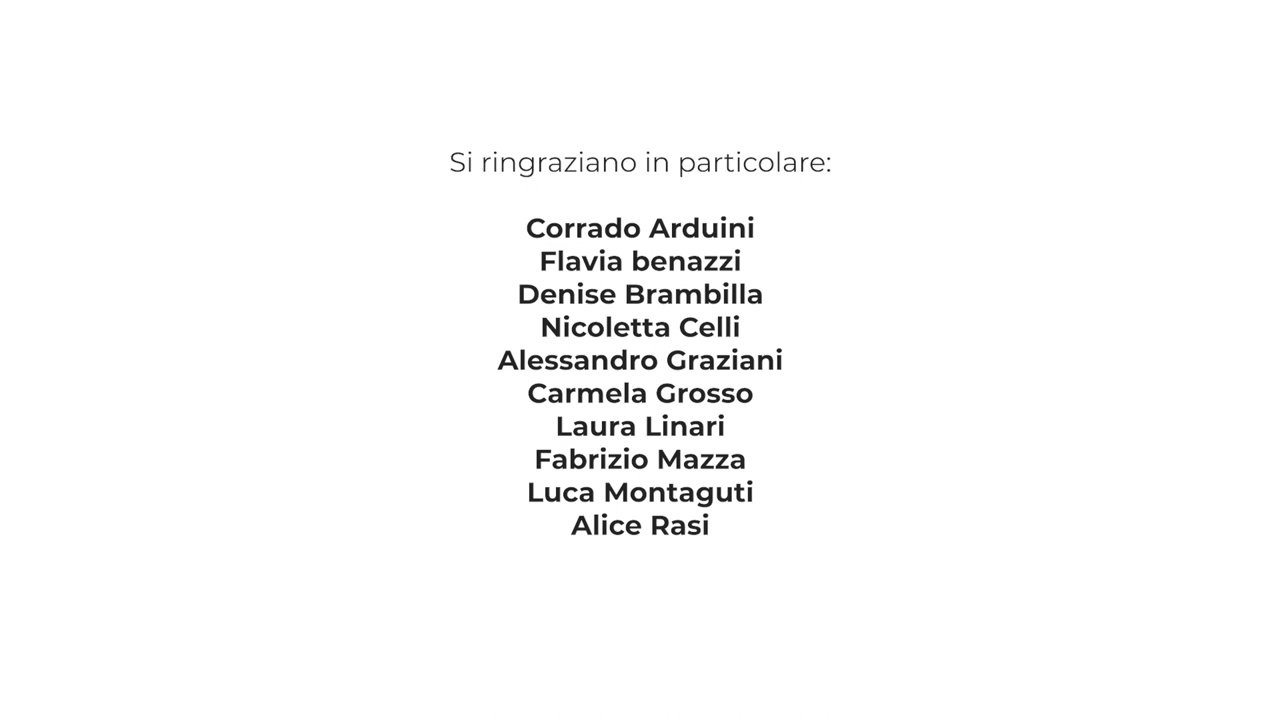 Si ringraziano in particolare:
Corrado Arduini
Flavia benazzi
Denise Brambilla
Nicoletta Celli
Alessandro Graziani
Carmela Grosso
Laura Linari
Fabrizio Mazza
Luca Montaguti
Alice Rasi